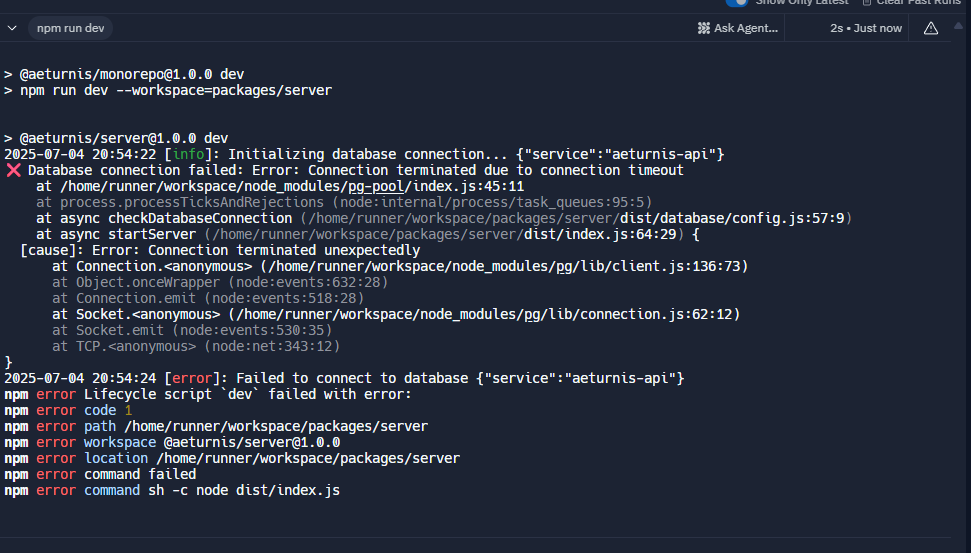 Show Only Latest Clear Past Runs
npm run dev Ask Agent... 2s • Just now
> @aeturnis/monorepo@1.0.0 dev
> npm run dev --workspace=packages/server
> @aeturnis/server@1.0.0 dev
2025-07-04 20:54:22 [info]: Initializing database connection... {"service":"aeturnis-api"}
❌ Database connection failed: Error: Connection terminated due to connection timeout
    at /home/runner/workspace/node_modules/pg-pool/index.js:45:11
    at process.processTicksAndRejections (node:internal/process/task_queues:95:5)
    at async checkDatabaseConnection (/home/runner/workspace/packages/server/dist/database/config.js:57:9)
    at async startServer (/home/runner/workspace/packages/server/dist/index.js:64:29) {
  [cause]: Error: Connection terminated unexpectedly
      at Connection.<anonymous> (/home/runner/workspace/node_modules/pg/lib/client.js:136:73)
      at Object.onceWrapper (node:events:632:28)
      at Connection.emit (node:events:518:28)
      at Socket.<anonymous> (/home/runner/workspace/node_modules/pg/lib/connection.js:62:12)
      at Socket.emit (node:events:530:35)
      at TCP.<anonymous> (node:net:343:12)
}
2025-07-04 20:54:24 [error]: Failed to connect to database {"service":"aeturnis-api"}
npm error Lifecycle script `dev` failed with error:
npm error code 1
npm error path /home/runner/workspace/packages/server
npm error workspace @aeturnis/server@1.0.0
npm error location /home/runner/workspace/packages/server
npm error command failed
npm error command sh -c node dist/index.js